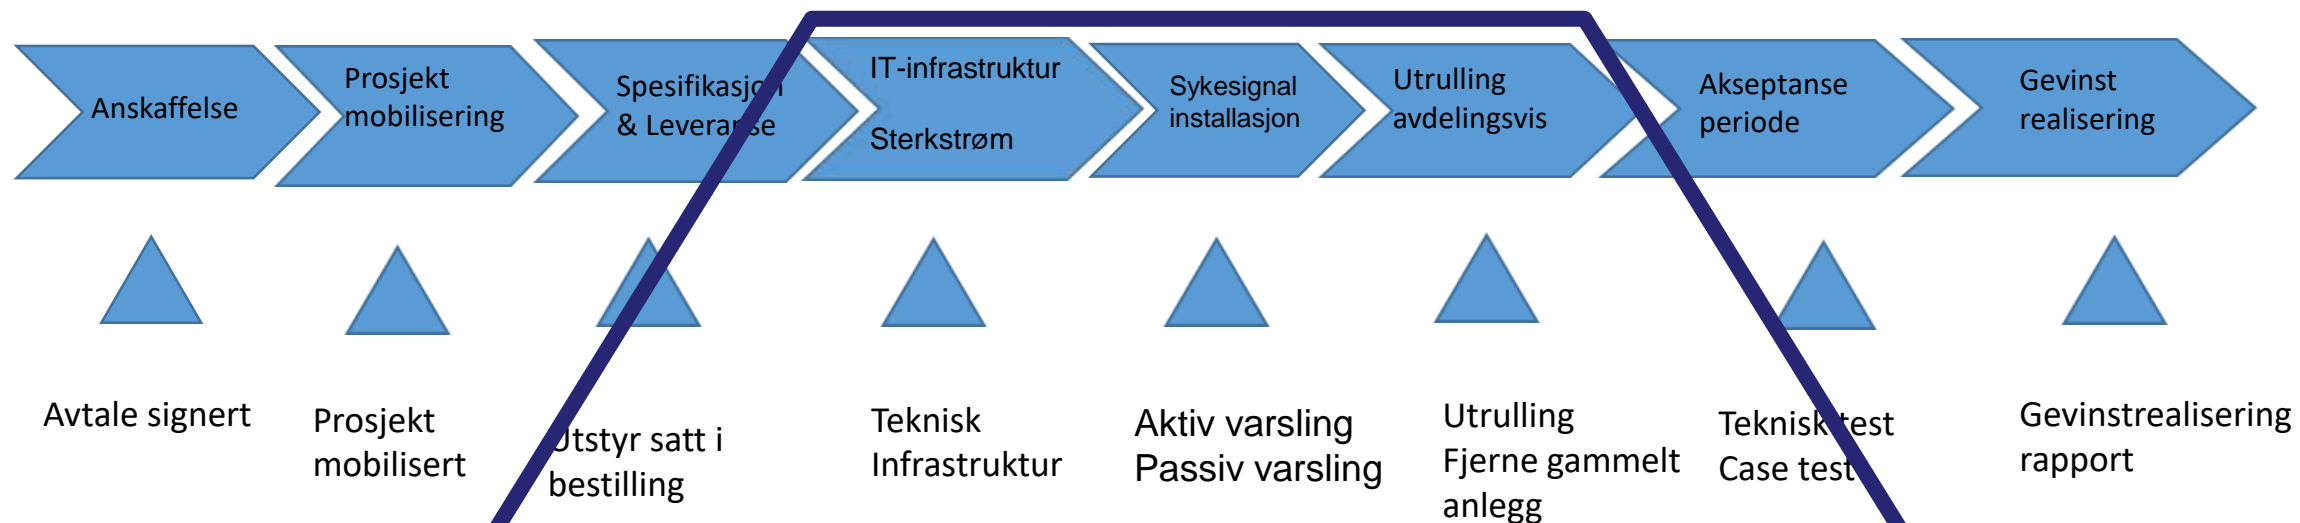 Anskaffelse
Prosjekt
mobilisering
Spesifikasjon
& Leveranse
IT-infrastruktur
Sterkstrøm
Sykesignal
installasjon
Utrulling
avdelingsvis
Akseptanse
periode
Gevinst
realisering
Avtale signert
Prosjekt
mobilisert
Utstyr satt i
bestilling
Teknisk
Infrastruktur
Aktiv varsling
Passiv varsling
Utrulling
Fjerne gammelt
anlegg
Teknisk test
Case test
Gevinstrealisering
rapport